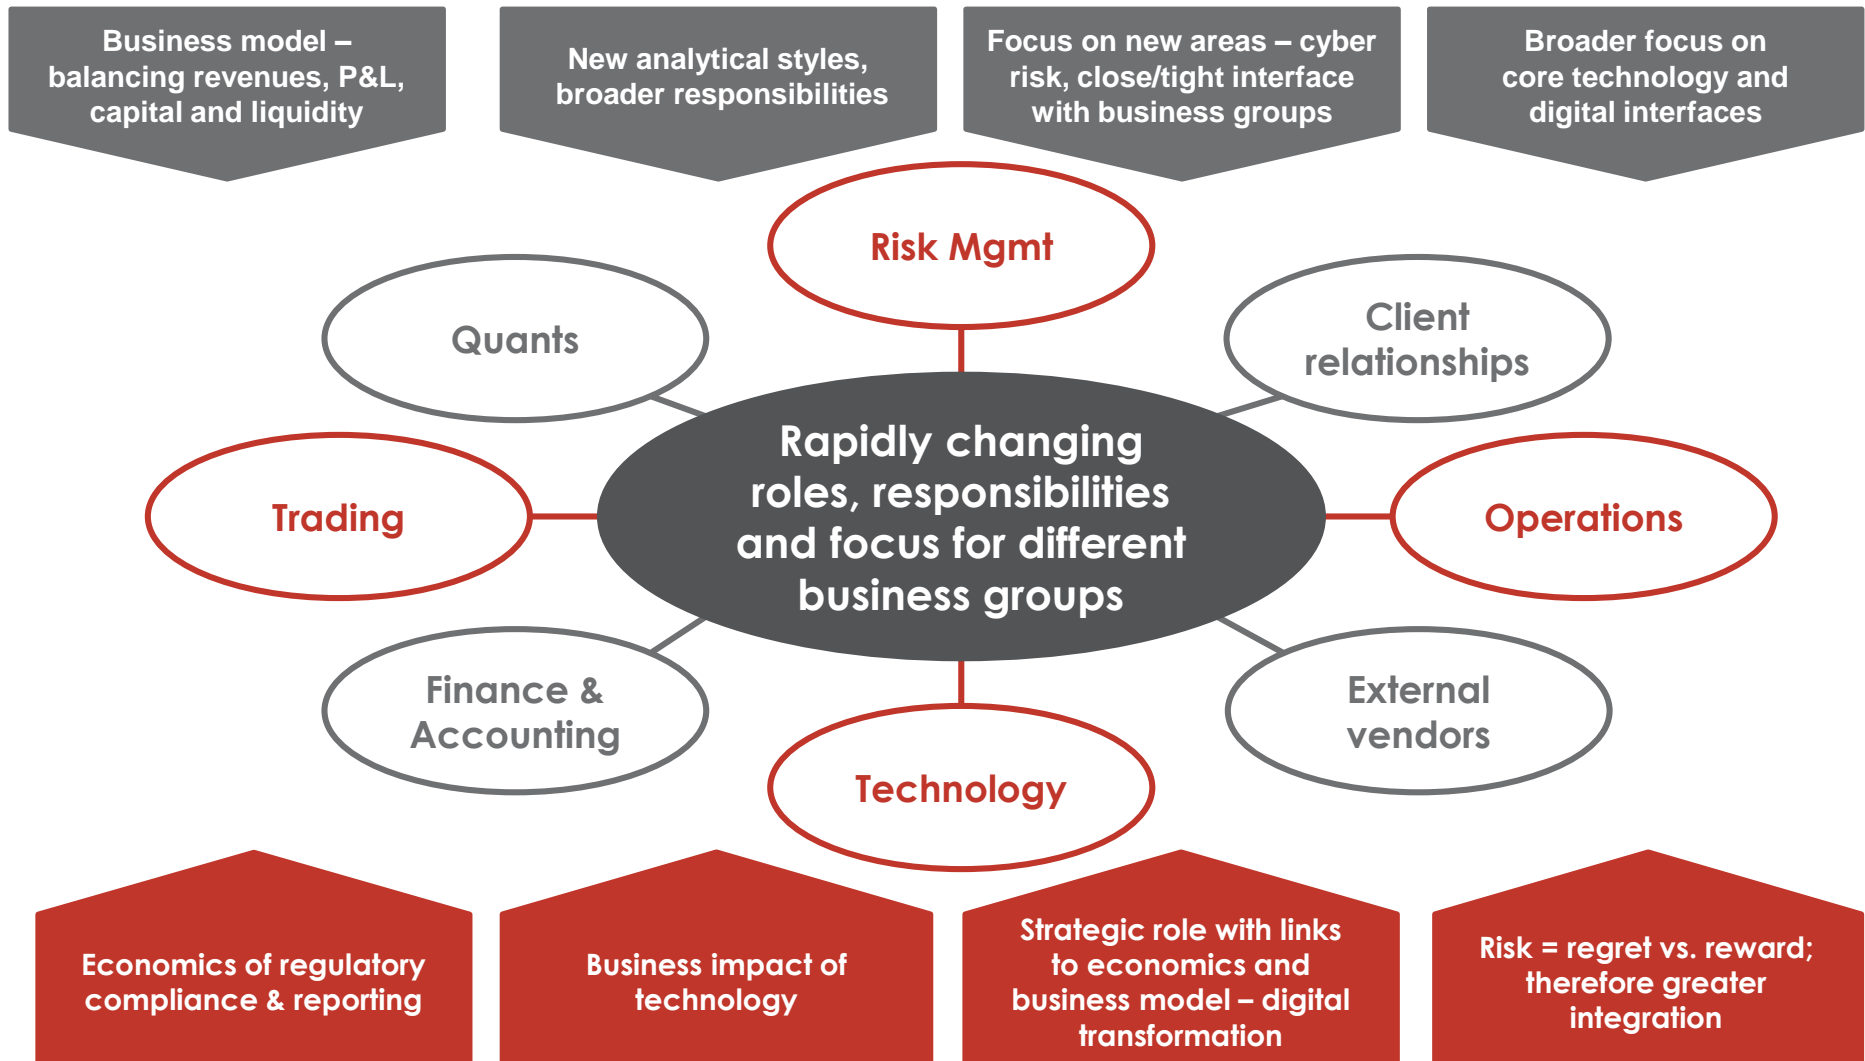 Business model –
balancing revenues, P&L,
capital and liquidity
New analytical styles,
broader responsibilities
Focus on new areas – cyber
risk, close/tight interface
with business groups
Broader focus on
core technology and
digital interfaces
Risk Mgmt
Quants
Client
relationships
Trading
Rapidly changing
roles, responsibilities
and focus for different
business groups
Operations
Finance &
Accounting
External
vendors
Technology
Economics of regulatory
compliance & reporting
Business impact of
technology
Strategic role with links
to economics and
business model – digital
transformation
Risk = regret vs. reward;
therefore greater
integration